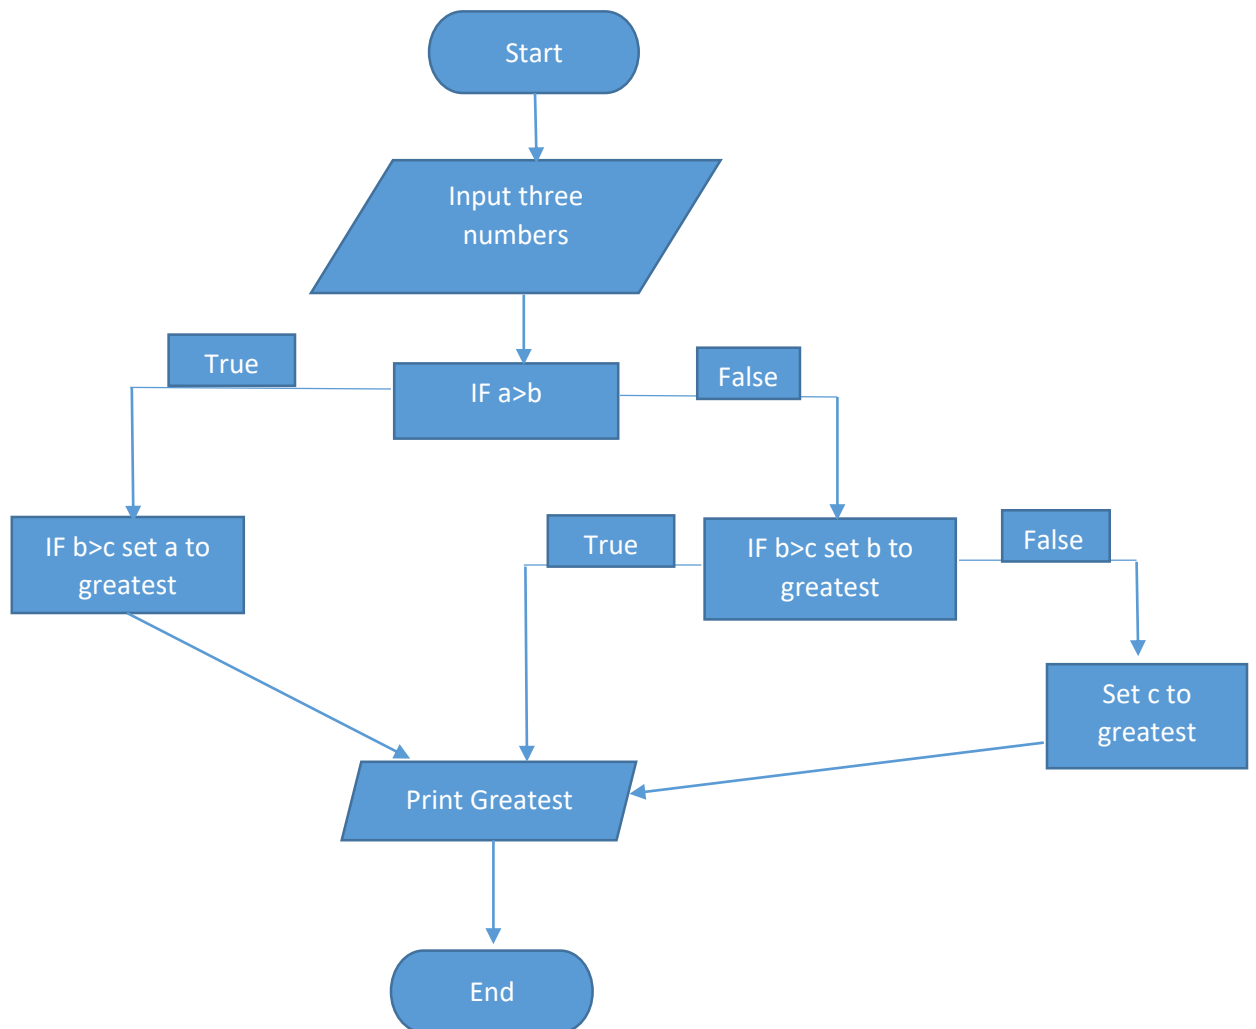 Start
Input three
numbers
True
IF a>b
False
IF b>c set a to
greatest
True
IF b>c set b to
greatest
False
Set c to
greatest
Print Greatest
End